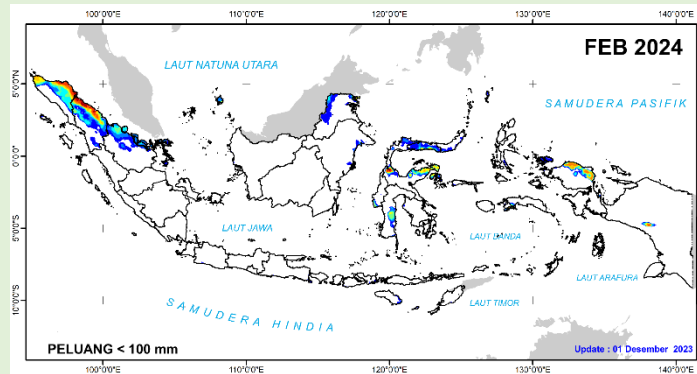 100°0'0"E 110°0'0"E 120°0'0"E 130°0'0"E 140°0'0"E
FEB 2024
LAUT NATUNA UTARA
SAMUDERA PASIFIK
5°0'0"N
0°0'0"
5°0'0"S
10°0'0"S
LAUT JAWA
LAUT BANDA
LAUT ARAFURA
LAUT TIMOR
SAMUDERA HINDIA
PELUANG < 100 mm
Update : 01 Desember 2023
100°0'0"E 110°0'0"E 120°0'0"E 130°0'0"E 140°0'0"E